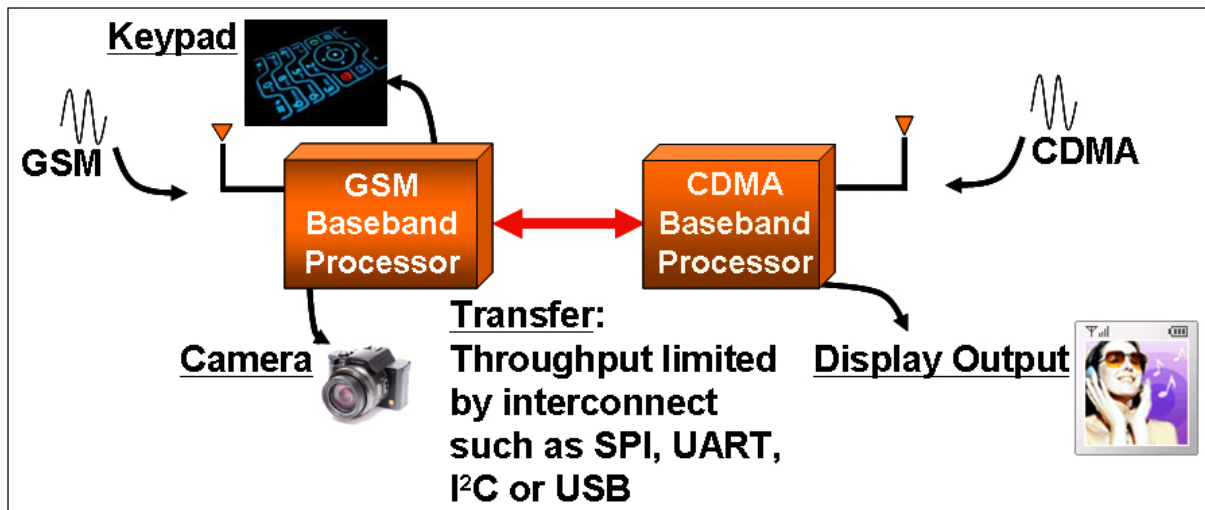 Keypad
GSM
CDMA
GSM
Baseband
Processor
CDMA
Baseband
Processor
Transfer:
Throughput limited
by interconnect
such as SPI, UART,
I²C or USB
Camera
Display Output